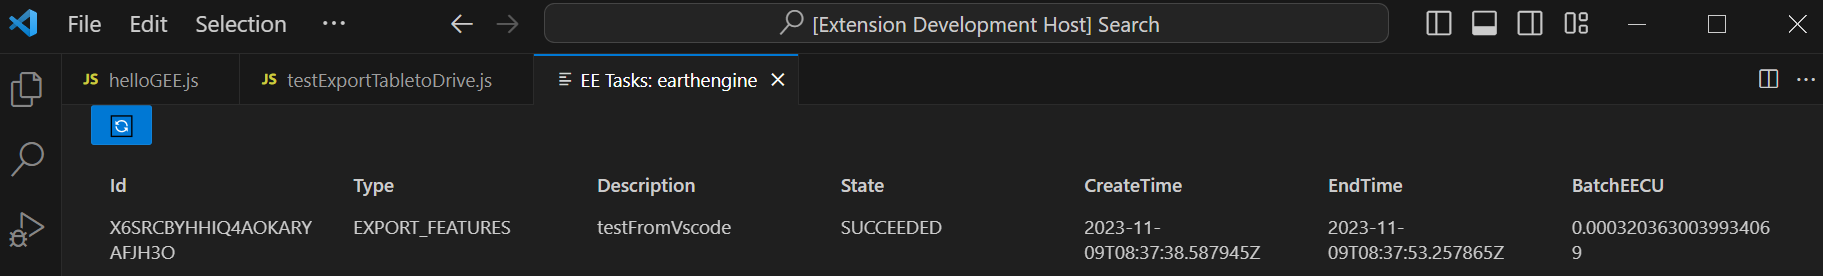 File Edit Selection ··· [Extension Development Host] Search
JS helloGEE.js JS testExportTabletoDrive.js EE Tasks: earthengine
Id Type Description State CreateTime EndTime BatchEECU
X6SRCBYHHIQ4AOKARY EXPORT_FEATURES testFromVscode SUCCEEDED 2023-11- 2023-11- 0.000320363003993406
AFJH3O 09T08:37:38.587945Z 09T08:37:53.257865Z 9